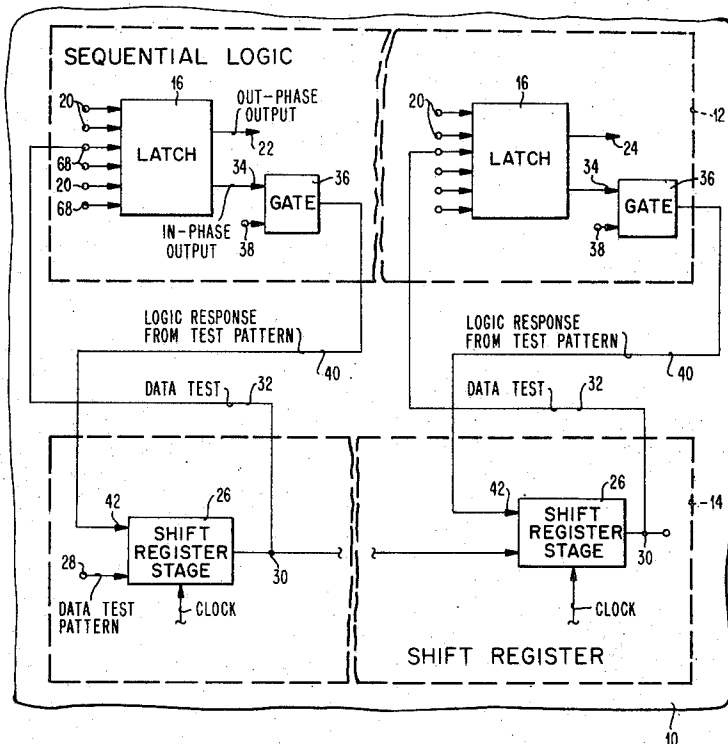 SEQUENTIAL LOGIC
16
20
OUT-PHASE
OUTPUT
22
LATCH
68
20
68
34
36
GATE
IN-PHASE
OUTPUT
38
16
20
12
LATCH
24
34
36
GATE
38
LOGIC RESPONSE
FROM TEST PATTERN
40
DATA TEST
32
LOGIC RESPONSE
FROM TEST PATTERN
40
DATA TEST
32
42
26
SHIFT
REGISTER
STAGE
28
30
DATA TEST
PATTERN
CLOCK
42
26
14
SHIFT
REGISTER
STAGE
30
CLOCK
SHIFT REGISTER
10